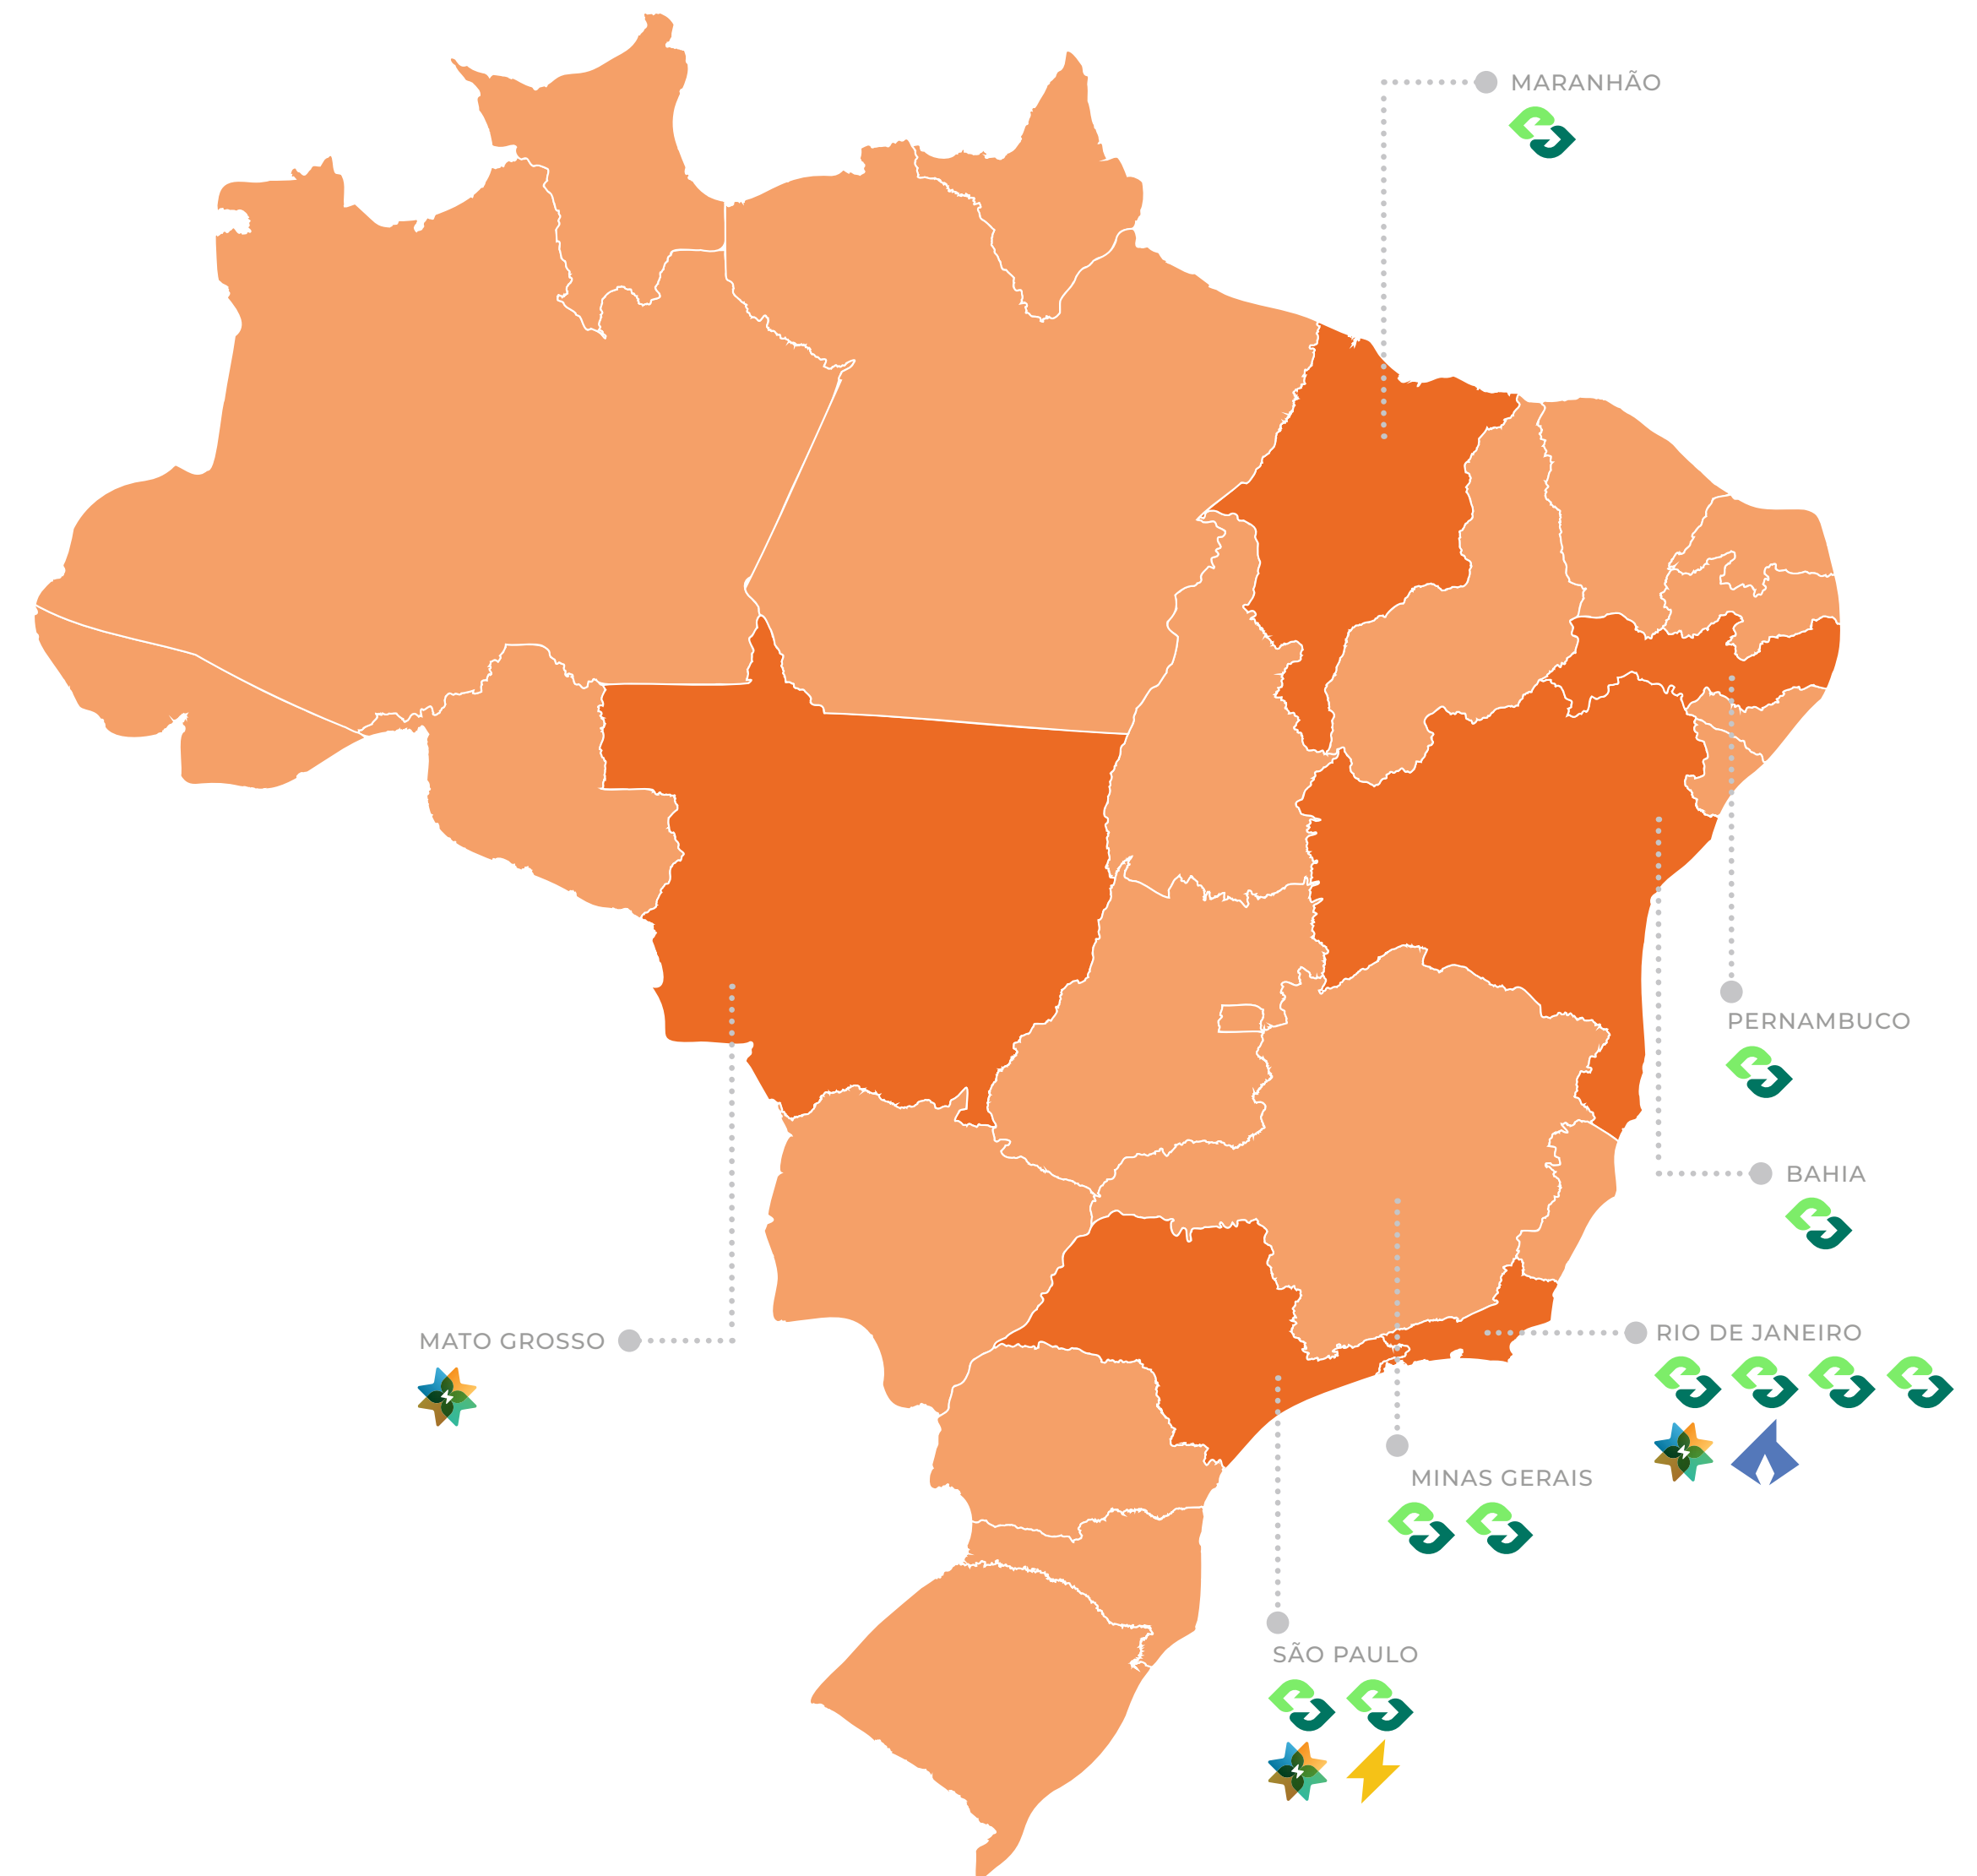 MARANHÃO
PERNAMBUCO
BAHIA
MATO GROSSO
RIO DE JANEIRO
MINAS GERAIS
SÃO PAULO